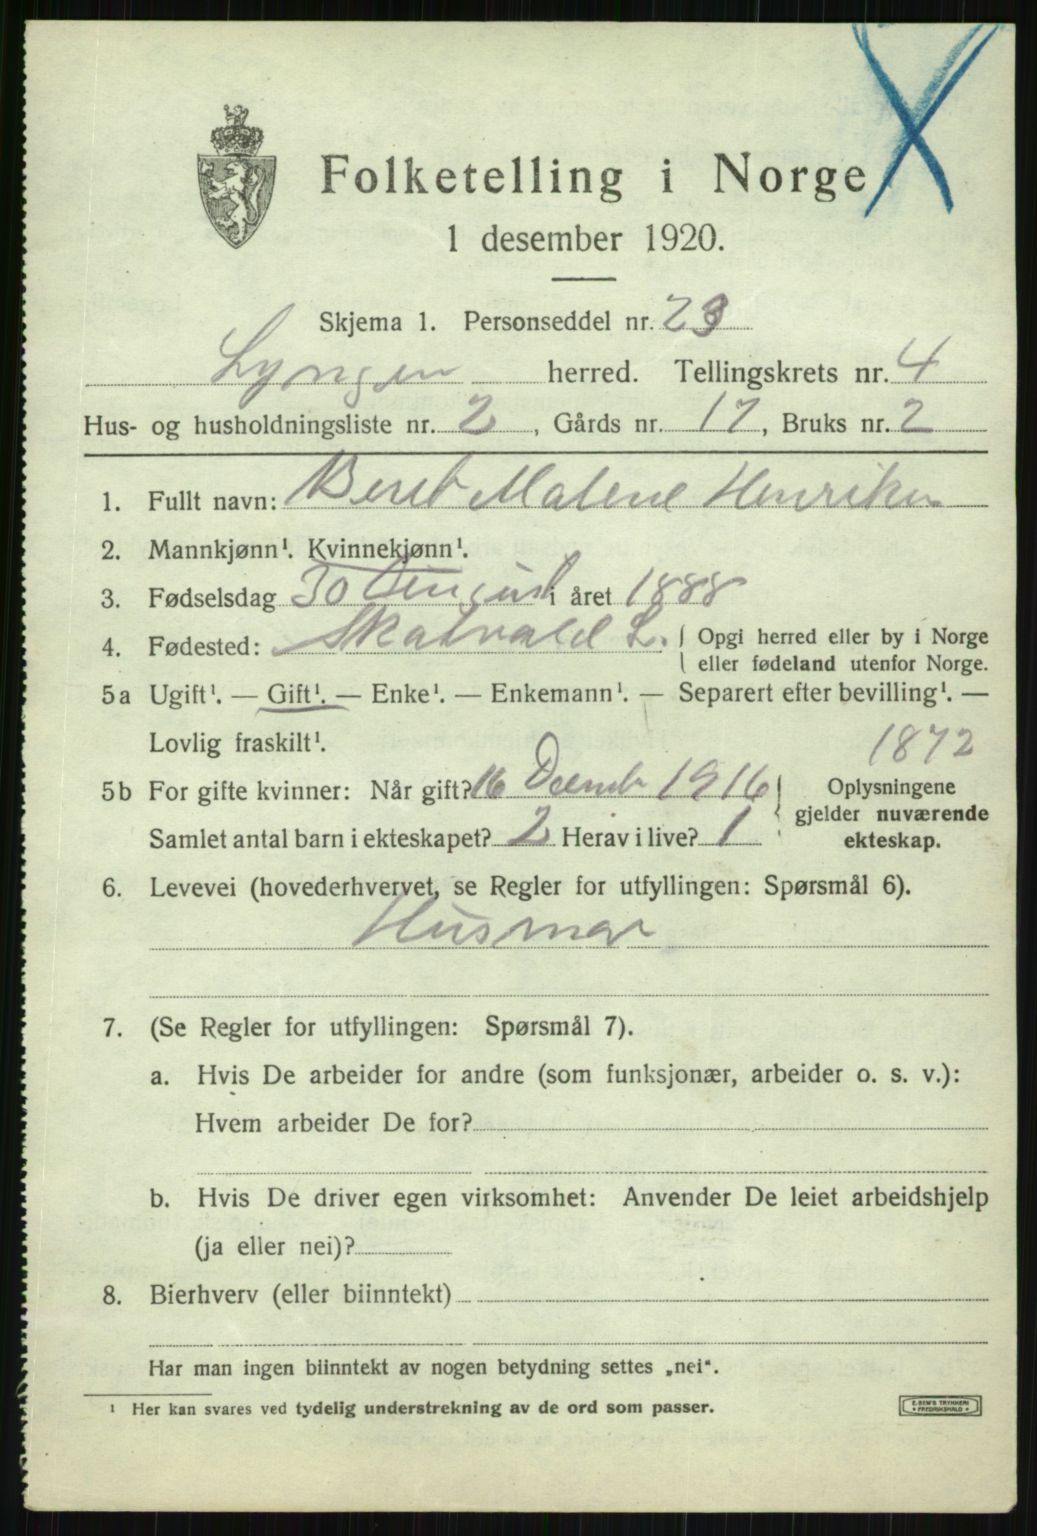 Folketelling i Norge
1 desember 1920.
Skjema 1. Personseddel nr. 23
Lyngen herred. Tellingskrets nr. 4
Hus- og husholdningsliste nr. 2, Gårds nr. 17, Bruks nr. 2
1. Fullt navn: Beret Malene Henriksen
2. Mannkjønn¹. Kvinnekjønn¹.
3. Fødselsdag 30 August i året 1888
4. Fødested: Skatvald L. Opgi herred eller by i Norge
eller fødeland utenfor Norge.
5a Ugift¹. — Gift¹. — Enke¹. — Enkemann¹. — Separert efter bevilling¹. —
Lovlig fraskilt¹. 1872
5b For gifte kvinner: Når gift? 16 Decemb 1916 Oplysningene
gjelder nuværende
Samlet antal barn i ekteskapet? 2 Herav i live? 1 ekteskap.
6. Levevei (hovederhvervet, se Regler for utfyllingen: Spørsmål 6).
Husmor
7. (Se Regler for utfyllingen: Spørsmål 7).
a. Hvis De arbeider for andre (som funksjonær, arbeider o. s. v.):
Hvem arbeider De for?
b. Hvis De driver egen virksomhet: Anvender De leiet arbeidshjelp
(ja eller nei)?
8. Bierhverv (eller biinntekt)
Har man ingen biinntekt av nogen betydning settes „nei“.
¹ Her kan svares ved tydelig understrekning av de ord som passer.
E. SEM'S TRYKKERI
FREDRIKSHALD